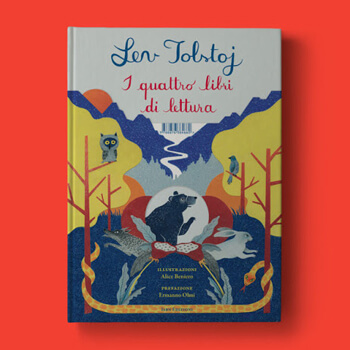 Lev Tolstoj
I quattro libri
di lettura
ILLUSTRAZIONI
Alice Beniero
PREFAZIONE
Ermanno Olmi